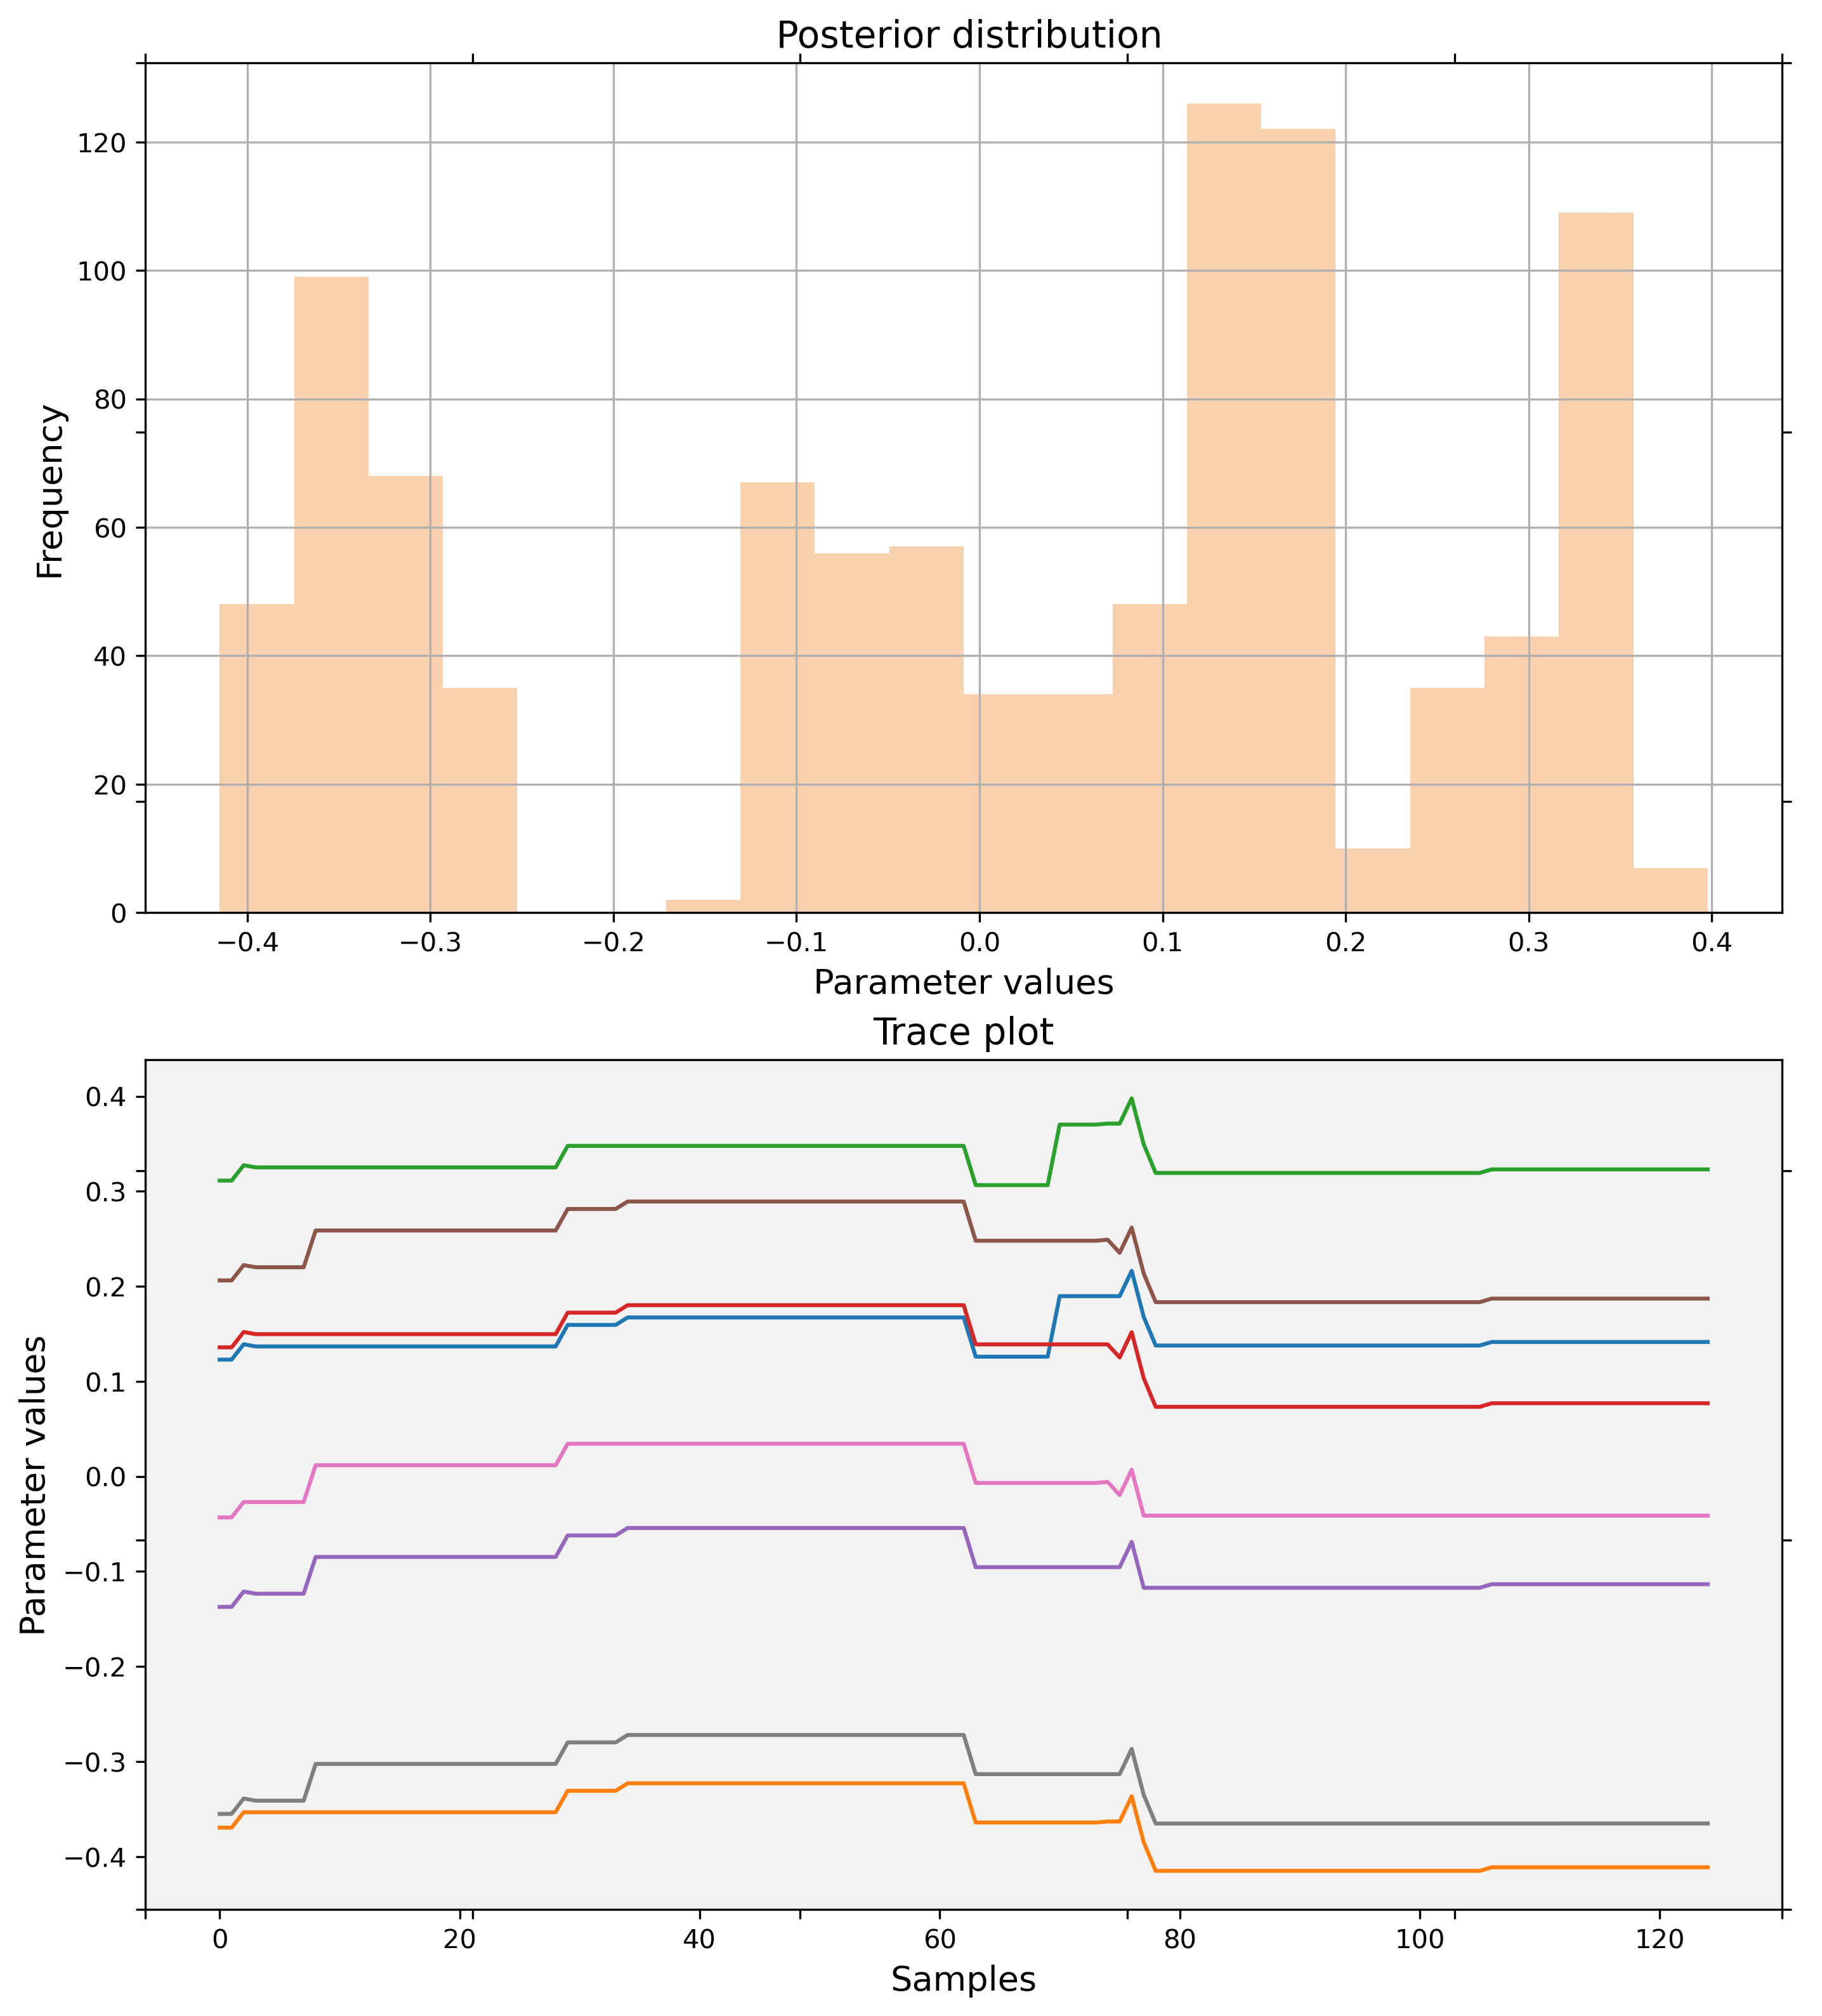 Posterior distribution
120
100
80
60
40
20
0
Frequency
−0.4 −0.3 −0.2 −0.1 0.0 0.1 0.2 0.3 0.4
Parameter values
Trace plot
0.4
0.3
0.2
0.1
0.0
−0.1
−0.2
−0.3
−0.4
Parameter values
0 20 40 60 80 100 120
Samples